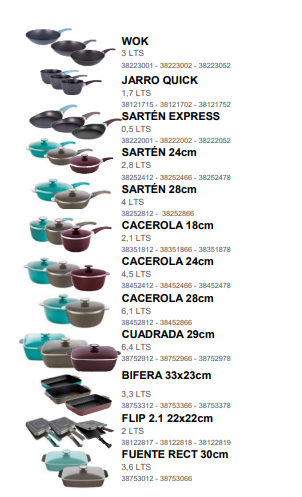 WOK
3 LTS
38223001 - 38223002 - 38223052
JARRO QUICK
1,7 LTS
38121715 - 38121702 - 38121752
SARTÉN EXPRESS
0,5 LTS
38222001 - 38222002 - 38222052
SARTÉN 24cm
2,8 LTS
38252412 - 38252466 - 38252478
SARTÉN 28cm
4 LTS
38252812 - 38252866
CACEROLA 18cm
2,1 LTS
38351812 - 38351866 - 38351878
CACEROLA 24cm
4,5 LTS
38452412 - 38452466 - 38452478
CACEROLA 28cm
6,1 LTS
38452812 - 38452866
CUADRADA 29cm
6,4 LTS
38752912 - 38752966 - 38752978
BIFERA 33x23cm
3,3 LTS
38753312 - 38753366 - 38753378
FLIP 2.1 22x22cm
2 LTS
38122817 - 38122818 - 38122819
FUENTE RECT 30cm
3,6 LTS
38753012 - 38753066